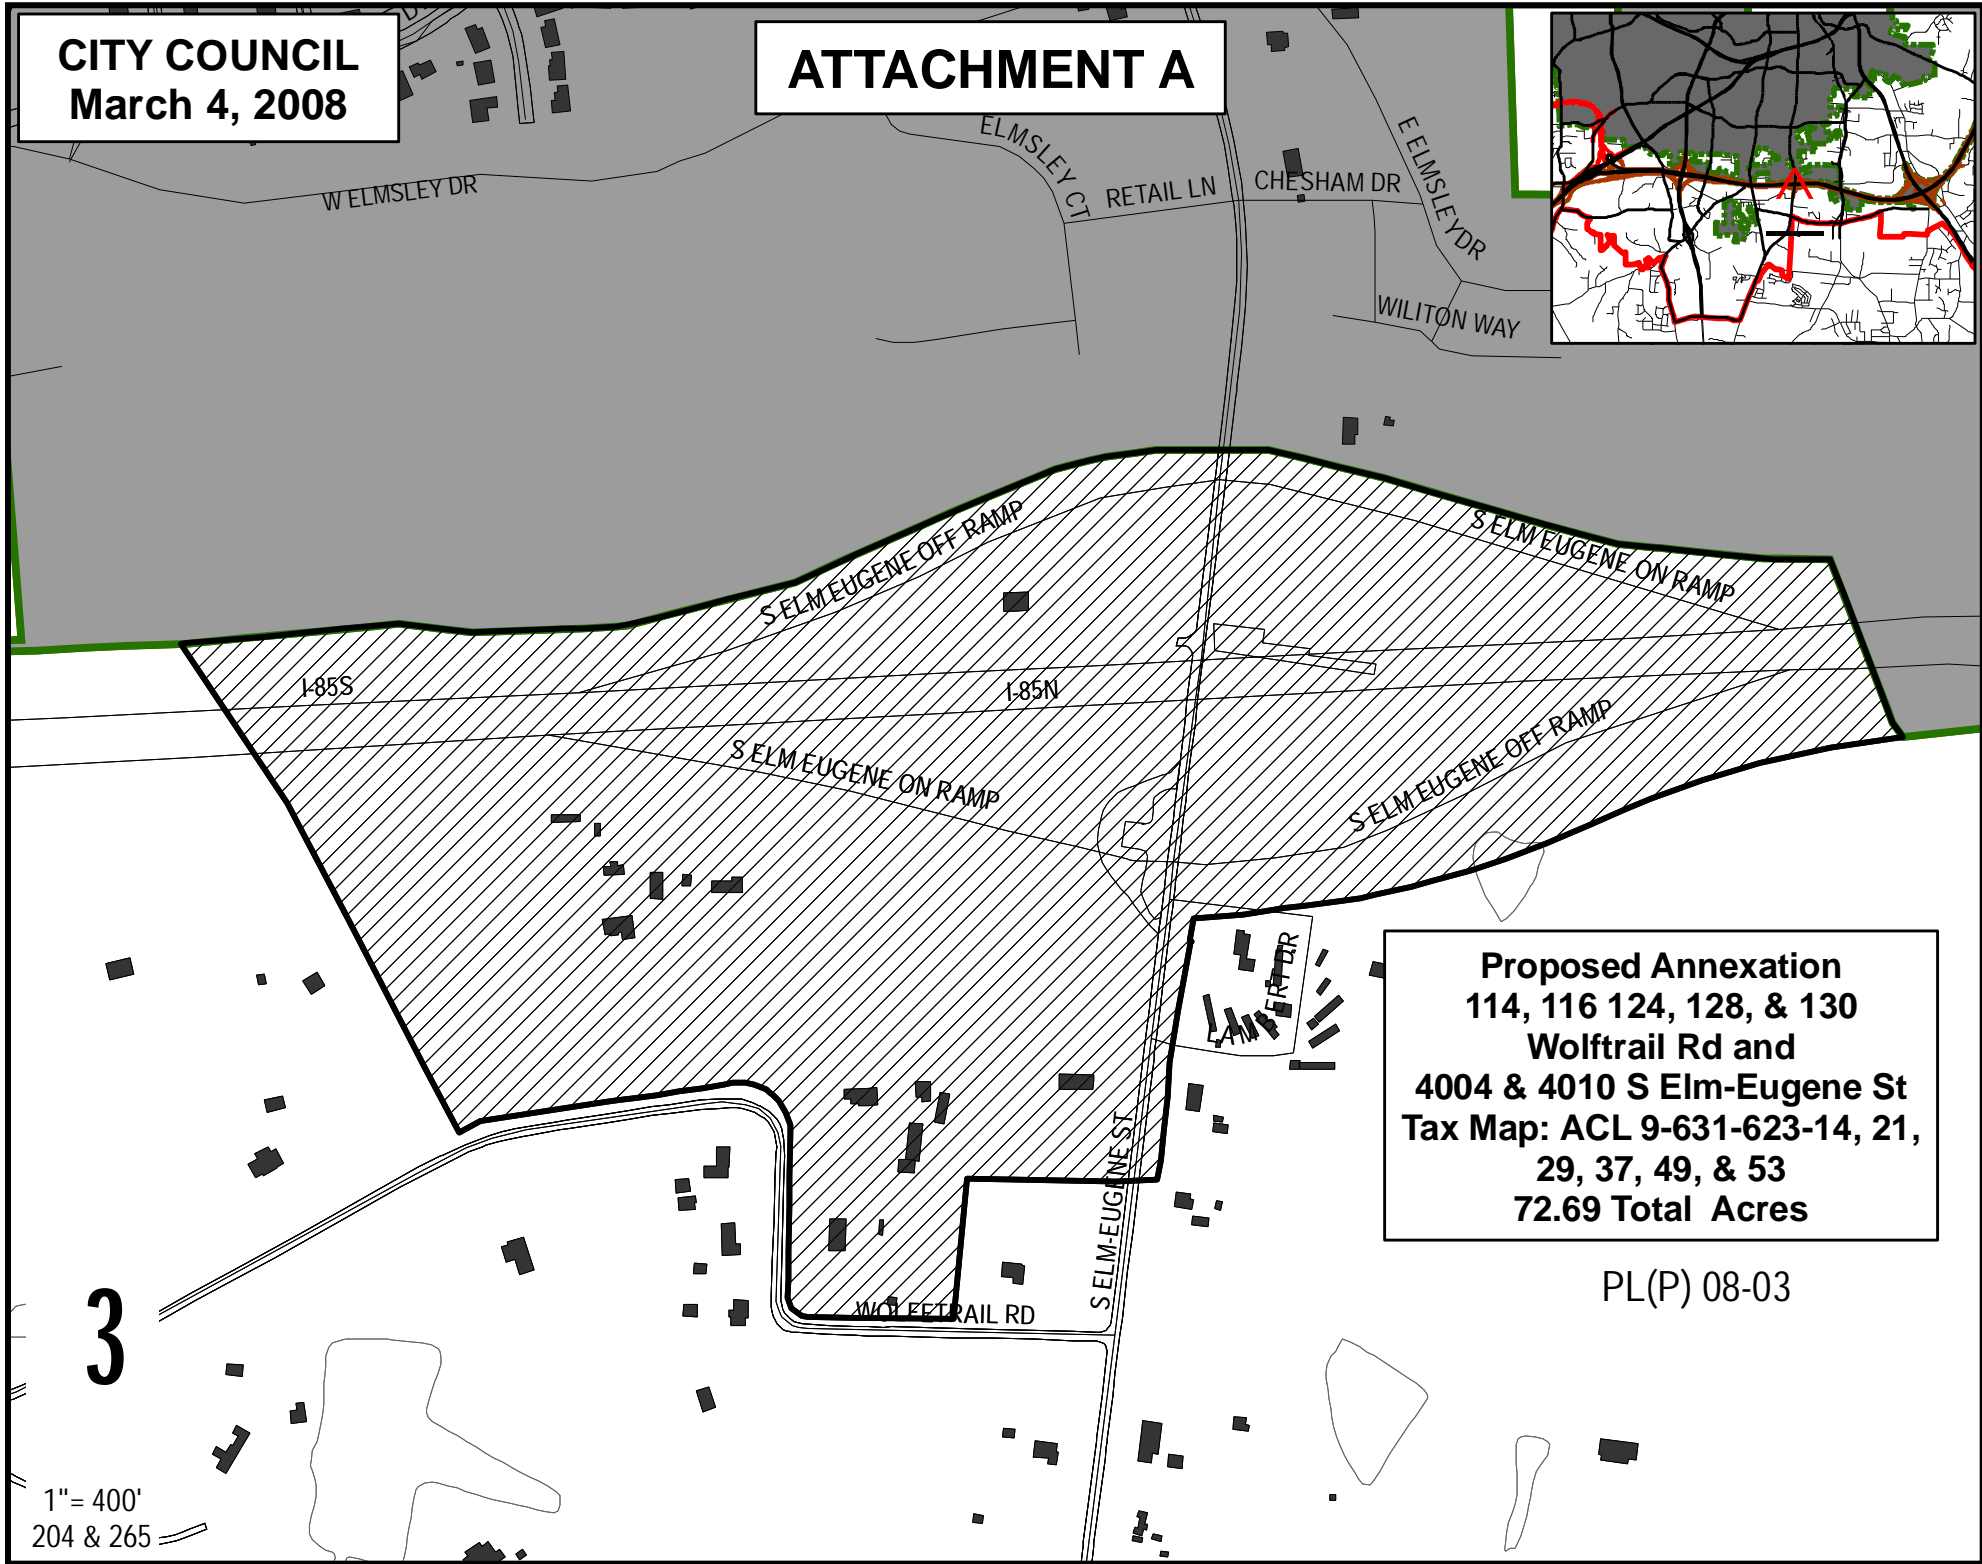 CITY COUNCIL
March 4, 2008
ATTACHMENT A
W ELMSLEY DR
ELMSLEY CT
RETAIL LN
CHESHAM DR
E ELMSLEY DR
WILITON WAY
S ELM EUGENE OFF RAMP
S ELM EUGENE ON RAMP
I-85S
I-85N
S ELM EUGENE ON RAMP
S ELM EUGENE OFF RAMP
LAMBERT DR
Proposed Annexation
114, 116 124, 128, & 130
Wolftrail Rd and
4004 & 4010 S Elm-Eugene St
Tax Map: ACL 9-631-623-14, 21,
29, 37, 49, & 53
72.69 Total Acres
S ELM-EUGENE ST
PL(P) 08-03
WOLFETRAIL RD
3
1"= 400'
204 & 265